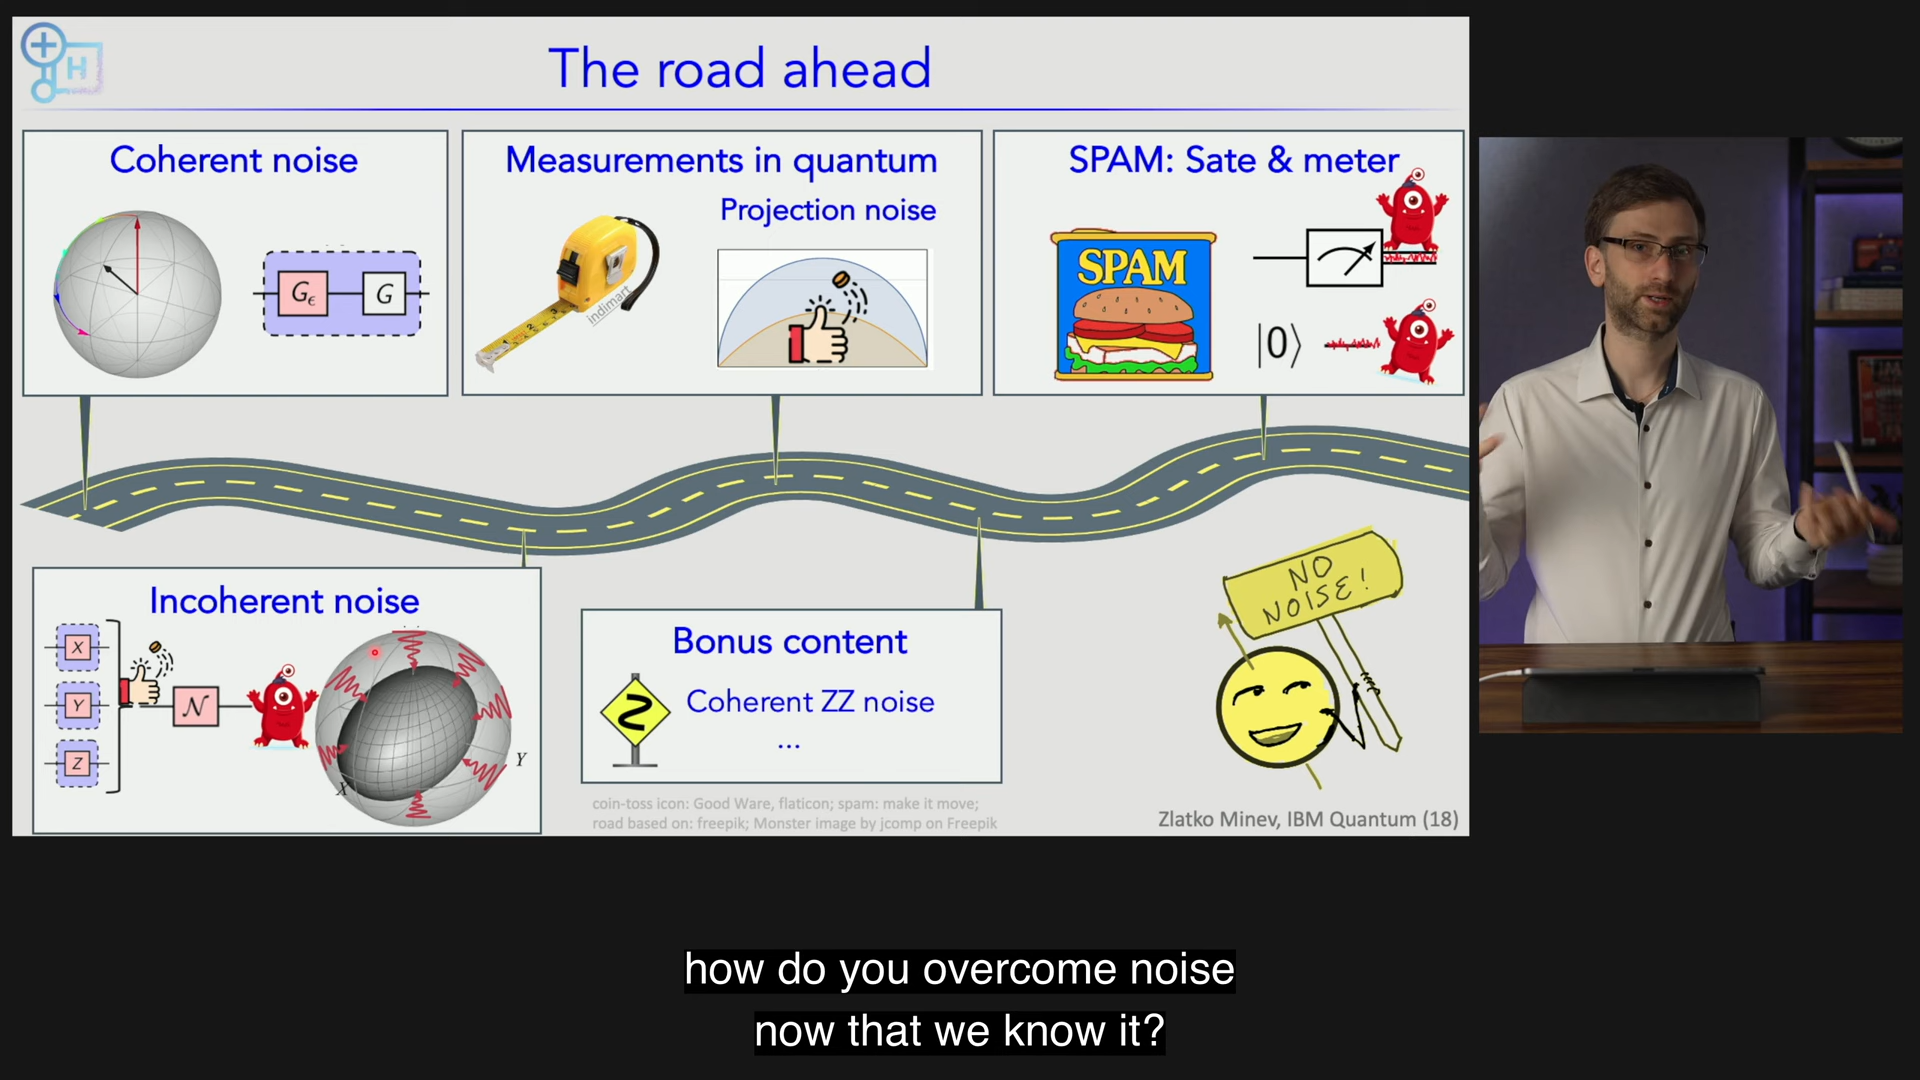 H
The road ahead
Coherent noise
Gϵ
G
Measurements in quantum
Projection noise
indimart
SPAM: Sate & meter
SPAM
|0⟩
Incoherent noise
X
Y
Z
N
X
Y
Bonus content
Coherent ZZ noise
...
NO
NOISE!
coin-toss icon: Good Ware, flaticon; spam: make it move;
road based on: freepik; Monster image by jcomp on Freepik
Zlatko Minev, IBM Quantum (18)
how do you overcome noise
now that we know it?